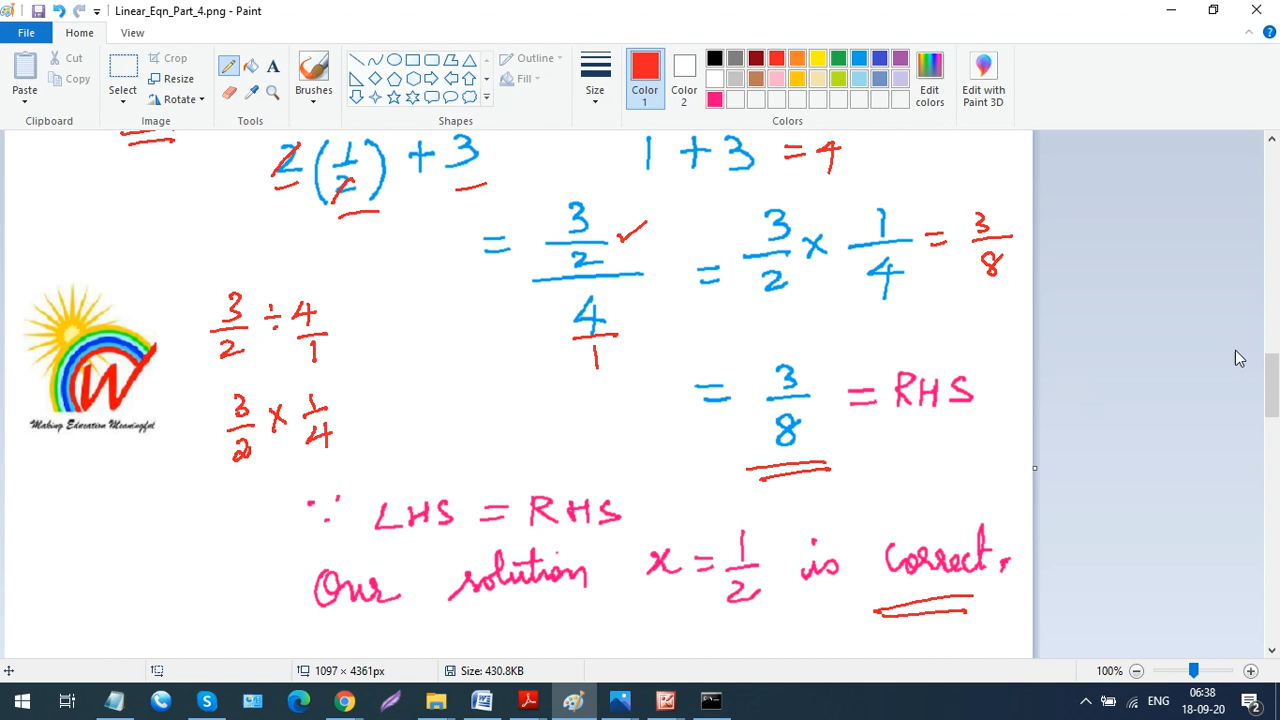 Linear_Eqn_Part_4.png - Paint
File Home View
Paste Cut Copy Clipboard
Select Crop Resize Rotate Image
A Tools
Brushes
Outline Fill Shapes
Size
Color 1 Color 2 Edit colors Edit with Paint 3D Colors
2(1/2) + 3 1 + 3 = 4
= 3/2 / 4/1 = 3/2 × 1/4 = 3/8
3/2 ÷ 4/1
3/2 × 1/4
= 3/8 = RHS
W
Making Education Meaningful
∵ LHS = RHS
Our solution x = 1/2 is correct.
1097 × 4361px Size: 430.8KB 100%
ENG 06:38 18-09-20 2